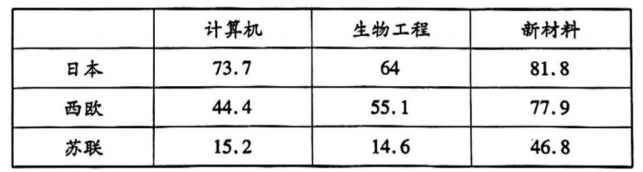 计算机 生物工程 新材料
日本 73.7 64 81.8
西欧 44.4 55.1 77.9
苏联 15.2 14.6 46.8